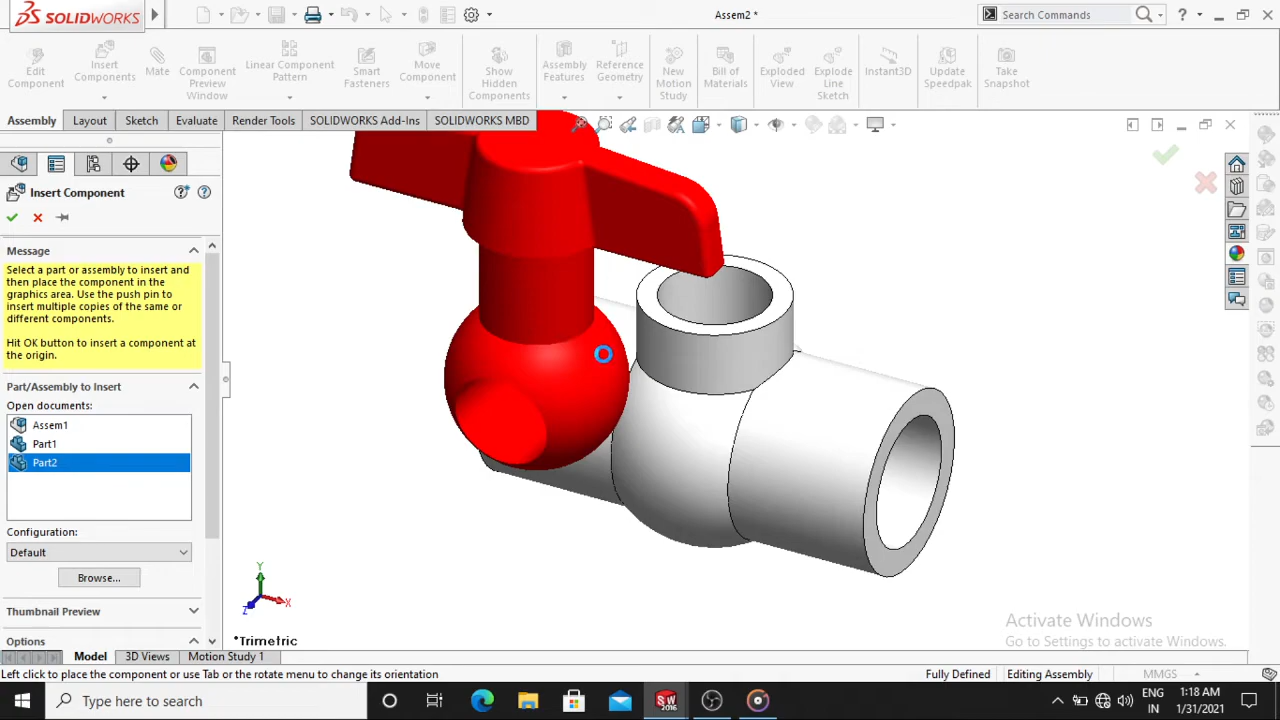 SOLIDWORKS
Assem2 *
Search Commands
Edit Component
Insert Components
Mate
Component Preview Window
Linear Component Pattern
Smart Fasteners
Move Component
Show Hidden Components
Assembly Features
Reference Geometry
New Motion Study
Bill of Materials
Exploded View
Explode Line Sketch
Instant3D
Update Speedpak
Take Snapshot
Assembly
Layout
Sketch
Evaluate
Render Tools
SOLIDWORKS Add-Ins
SOLIDWORKS MBD
Insert Component
Message
Select a part or assembly to insert and
then place the component in the
graphics area. Use the push pin to
insert multiple copies of the same or
different components.
Hit OK button to insert a component at
the origin.
Part/Assembly to Insert
Open documents:
Assem1
Part1
Part2
Configuration:
Default
Browse...
Thumbnail Preview
Options
Y
X
Z
*Trimetric
Activate Windows
Go to Settings to activate Windows.
Model
3D Views
Motion Study 1
Left click to place the component or use Tab or the rotate menu to change its orientation
Fully Defined
Editing Assembly
MMGS
Type here to search
SW
2016
ENG
IN
1:18 AM
1/31/2021